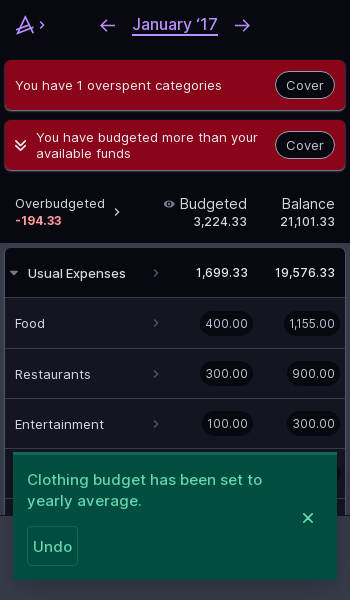 January ‘17
You have 1 overspent categories
Cover
You have budgeted more than your
available funds
Cover
Overbudgeted
-194.33
Budgeted
3,224.33
Balance
21,101.33
Usual Expenses 1,699.33 19,576.33
Food 400.00 1,155.00
Restaurants 300.00 900.00
Entertainment 100.00 300.00
Clothing budget has been set to
yearly average.
Undo